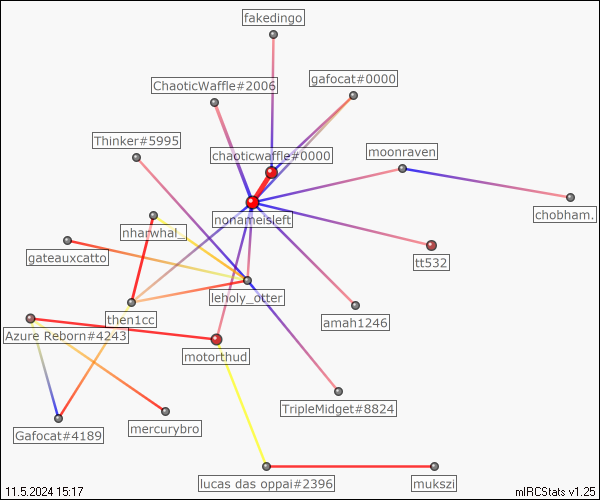 fakedingo
gafocat#0000
ChaoticWaffle#2006
Thinker#5995
chaoticwaffle#0000
moonraven
nonameisleft
chobham.
nharwhal_
gateauxcatto
tt532
leholy_otter
then1cc
amah1246
Azure Reborn#4243
motorthud
TripleMidget#8824
mercurybro
Gafocat#4189
lucas das oppai#2396
mukszi
11.5.2024 15:17
mIRCStats v1.25